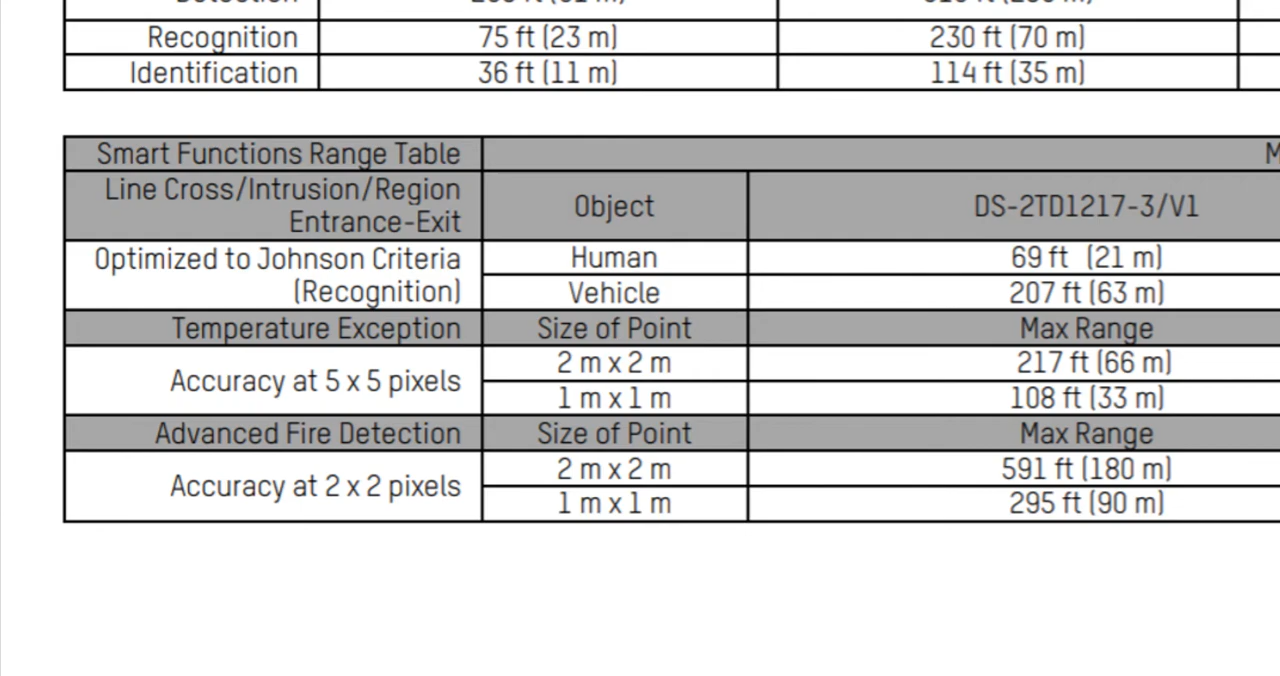 Recognition 75 ft (23 m) 230 ft (70 m)
Identification 36 ft (11 m) 114 ft (35 m)
Smart Functions Range Table
Line Cross/Intrusion/Region
Entrance-Exit
Object DS-2TD1217-3/V1
Optimized to Johnson Criteria
(Recognition)
Human 69 ft (21 m)
Vehicle 207 ft (63 m)
Temperature Exception Size of Point Max Range
Accuracy at 5 x 5 pixels
2 m x 2 m 217 ft (66 m)
1 m x 1 m 108 ft (33 m)
Advanced Fire Detection Size of Point Max Range
Accuracy at 2 x 2 pixels
2 m x 2 m 591 ft (180 m)
1 m x 1 m 295 ft (90 m)